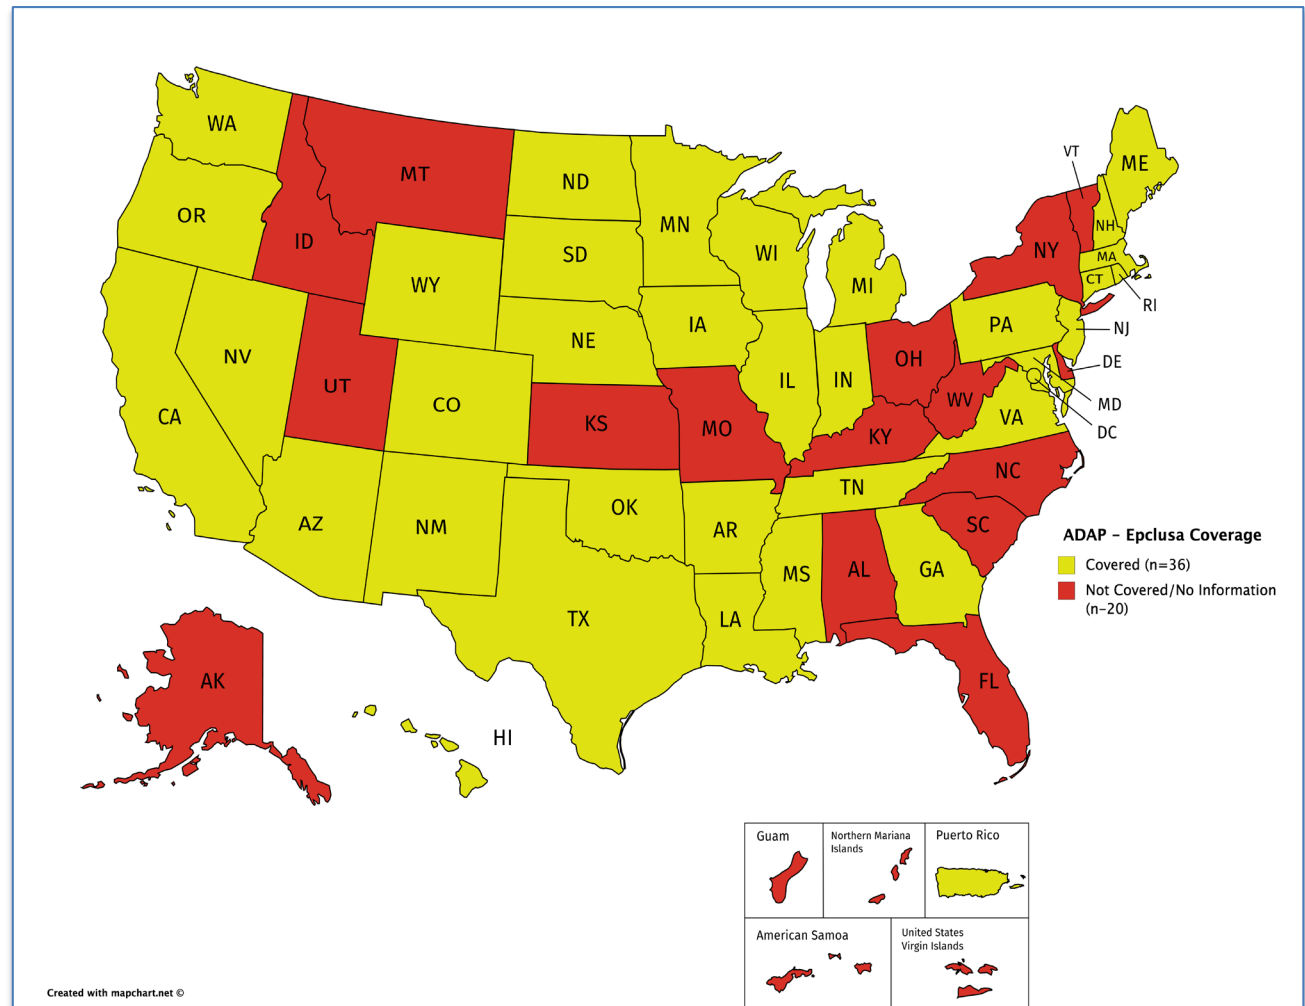 WA
MT
ND
MN
VT
ME
OR
ID
SD
WI
MI
NH
NY
MA
CT
RI
WY
NE
IA
PA
NJ
NV
UT
CO
IL
IN
OH
DE
WV
MD
VA
DC
CA
KS
MO
KY
NC
TN
AZ
NM
OK
AR
SC
MS
AL
GA
TX
LA
FL
AK
HI
ADAP – Epclusa Coverage
Covered (n=36)
Not Covered/No Information
(n–20)
Guam
Northern Mariana
Islands
Puerto Rico
American Samoa
United States
Virgin Islands
Created with mapchart.net ©